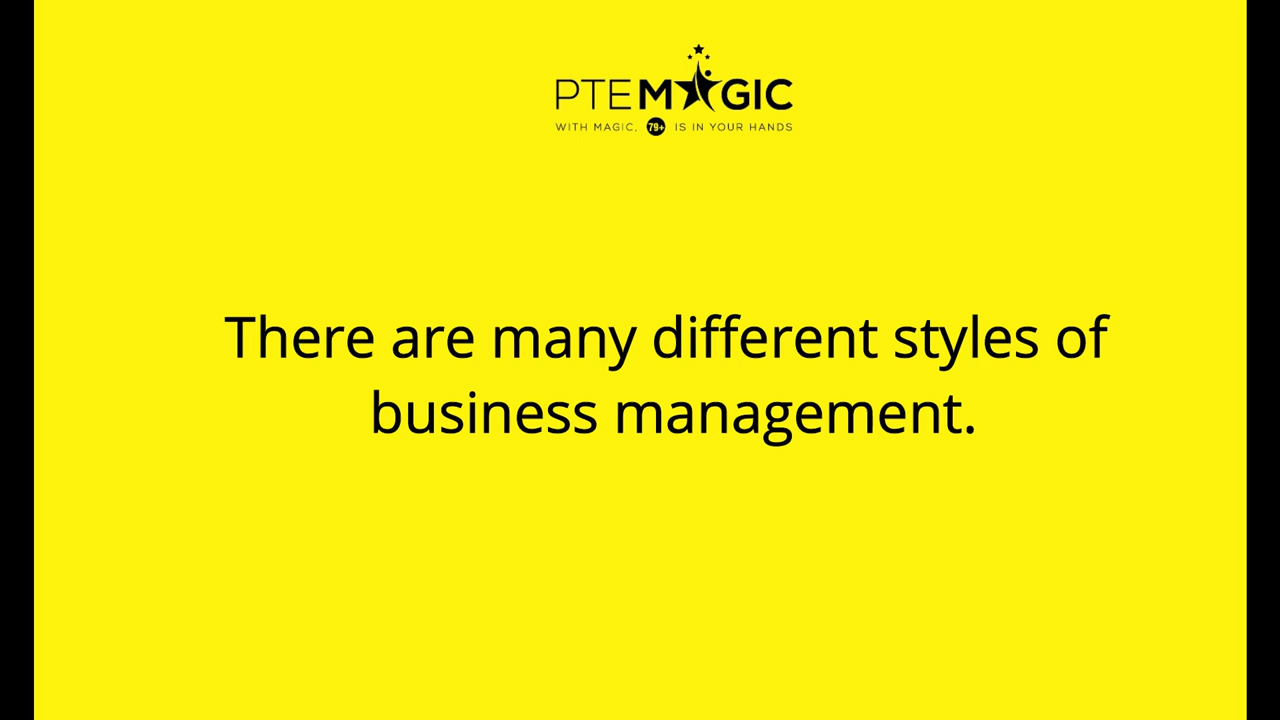 PTEMAGIC
WITH MAGIC, 79+ IS IN YOUR HANDS
There are many different styles of
business management.